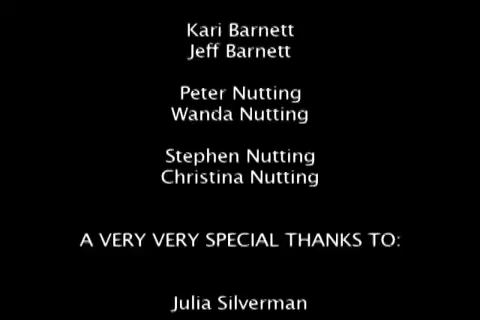 Kari Barnett
Jeff Barnett
Peter Nutting
Wanda Nutting
Stephen Nutting
Christina Nutting
A VERY VERY SPECIAL THANKS TO:
Julia Silverman